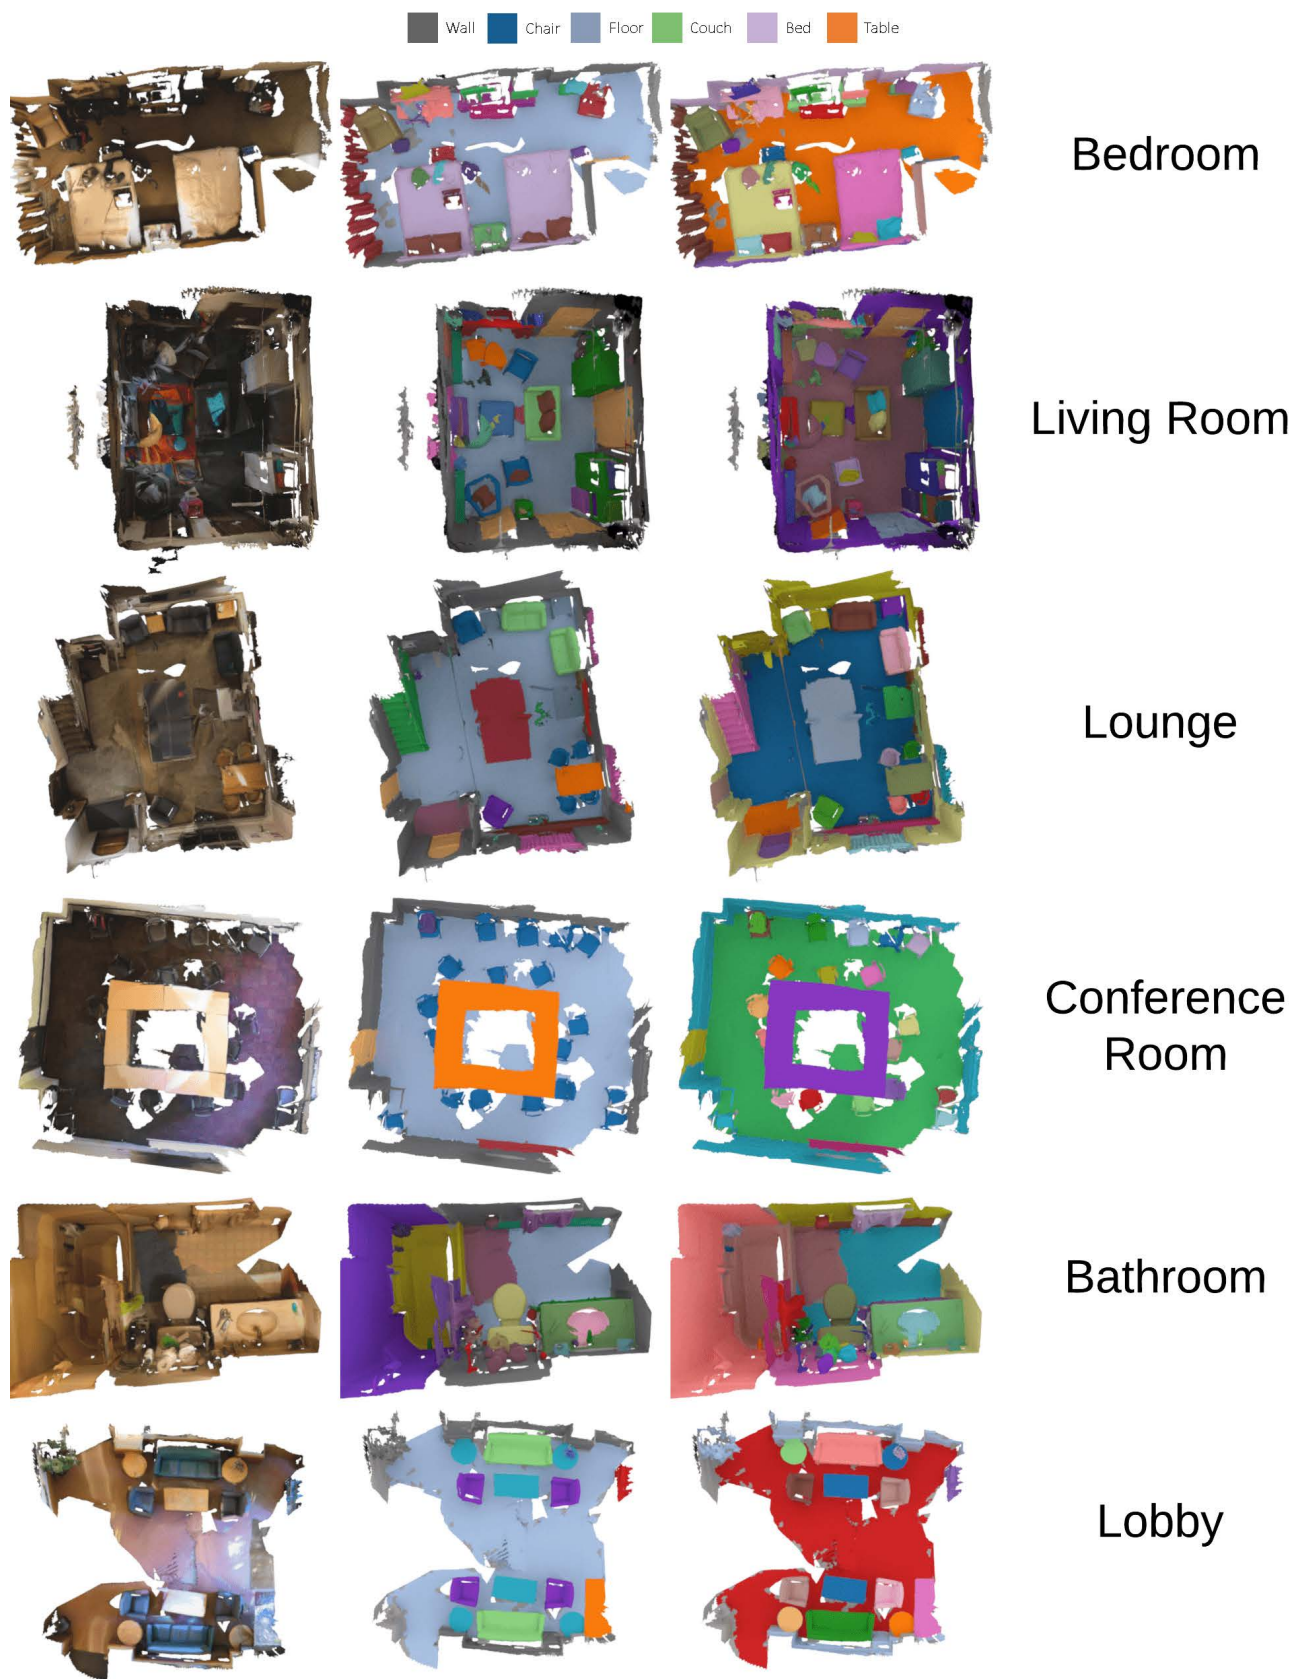 Wall Chair Floor Couch Bed Table
Bedroom
Living Room
Lounge
Conference
Room
Bathroom
Lobby